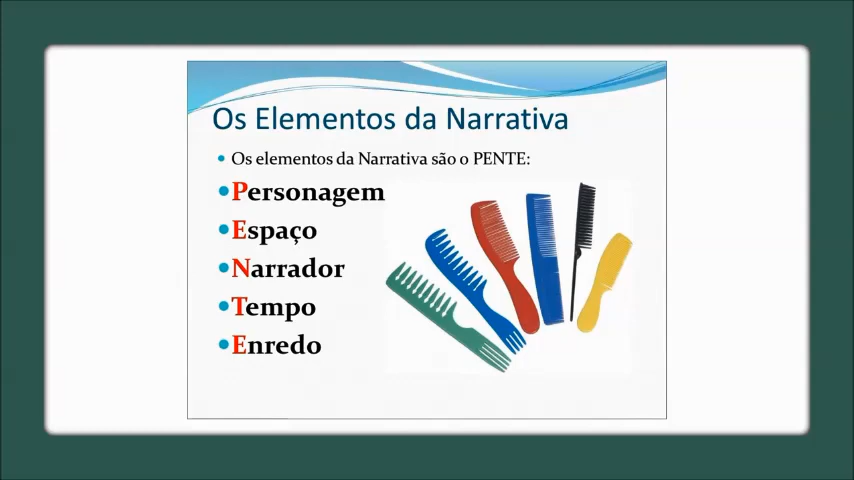 Os Elementos da Narrativa
• Os elementos da Narrativa são o PENTE:
•Personagem
•Espaço
•Narrador
•Tempo
•Enredo